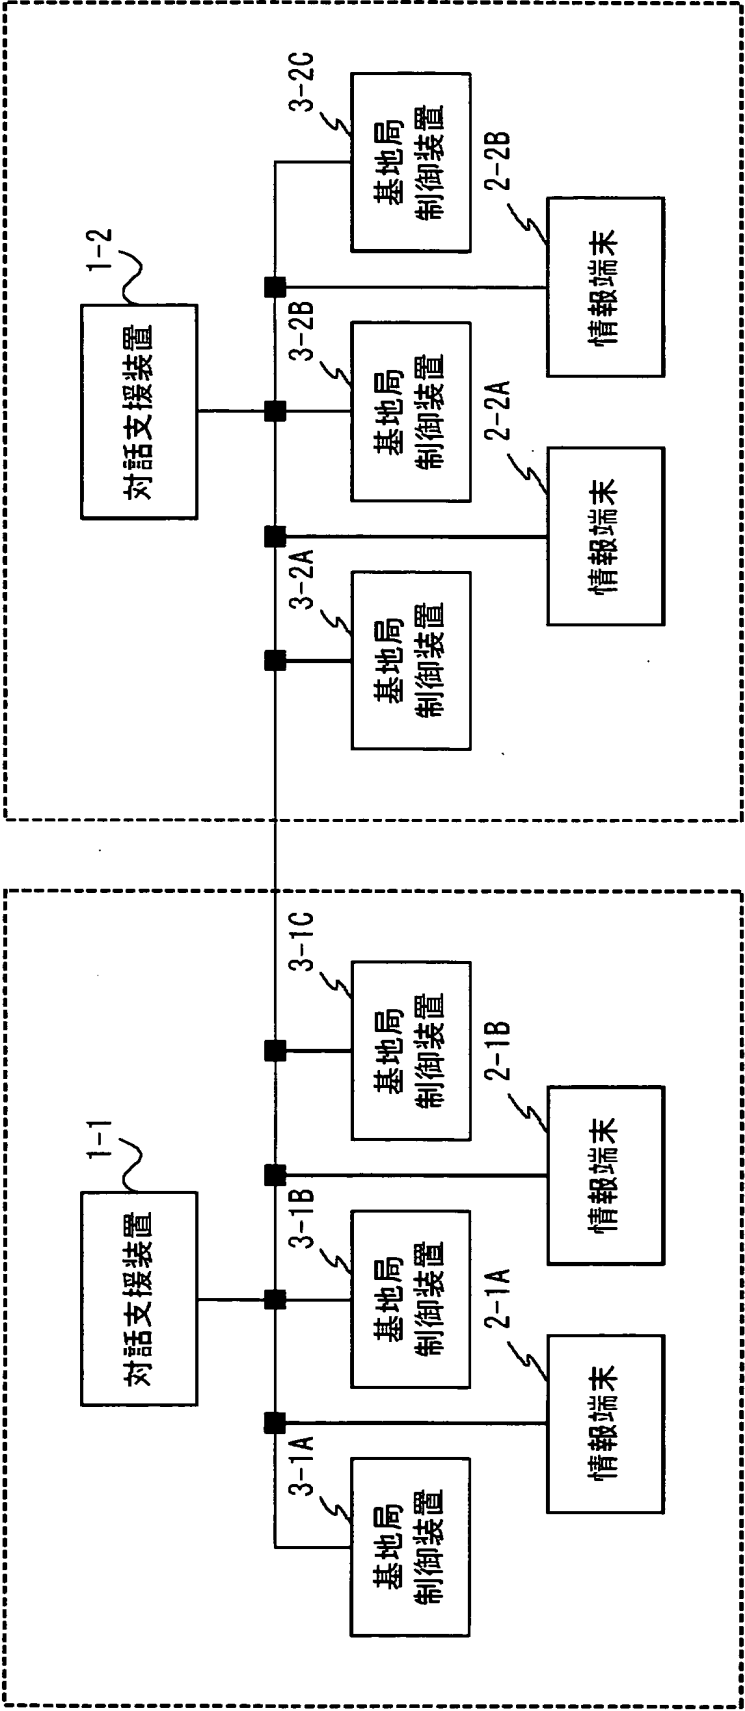 1-1
対話支援装置
3-1A
基地局
制御装置
3-1B
基地局
制御装置
3-1C
基地局
制御装置
2-1A
情報端末
2-1B
情報端末
1-2
対話支援装置
3-2A
基地局
制御装置
3-2B
基地局
制御装置
3-2C
基地局
制御装置
2-2A
情報端末
2-2B
情報端末